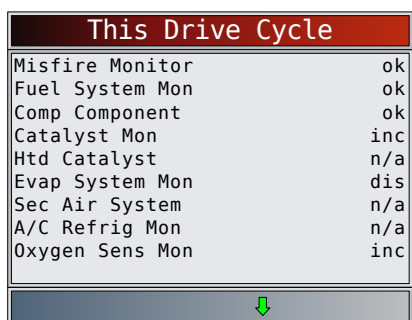 This Drive Cycle
Misfire Monitor ok
Fuel System Mon ok
Comp Component ok
Catalyst Mon inc
Htd Catalyst n/a
Evap System Mon dis
Sec Air System n/a
A/C Refrig Mon n/a
Oxygen Sens Mon inc